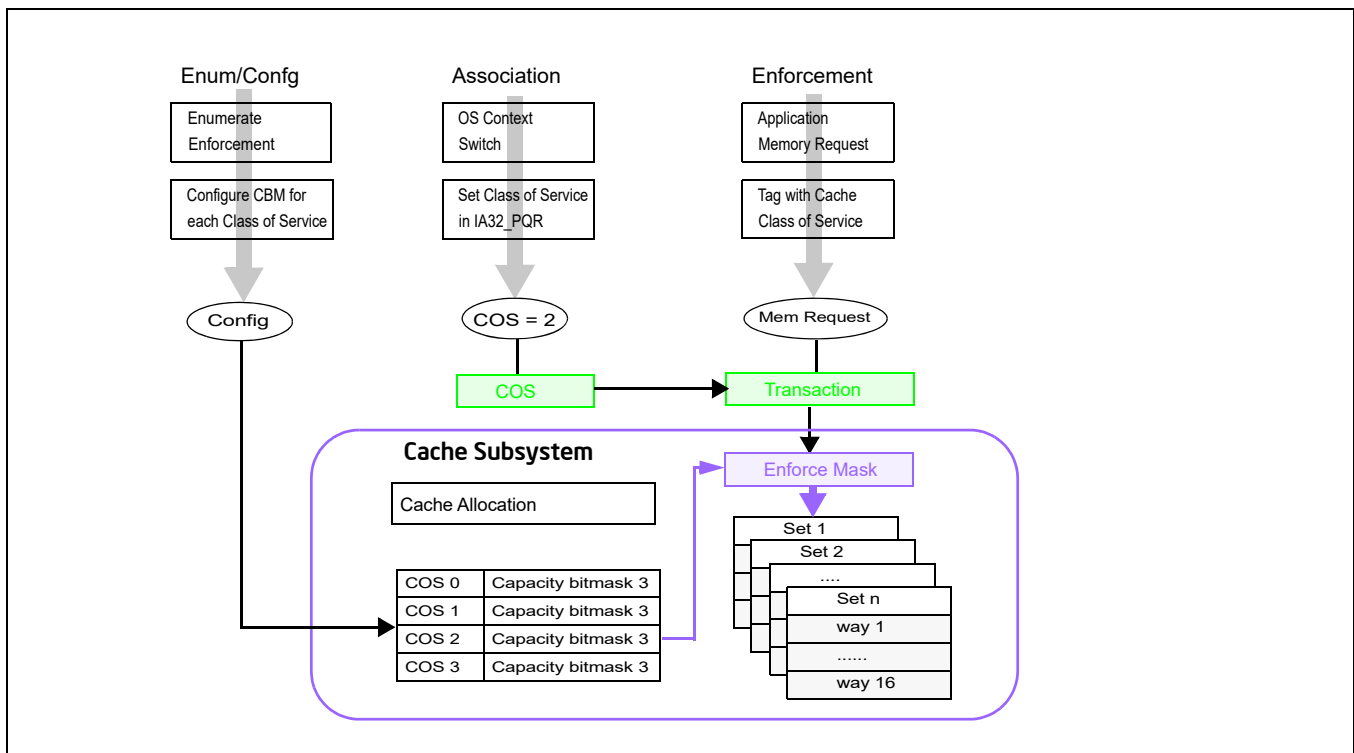 Enum/Confg
Association
Enforcement
Enumerate
Enforcement
OS Context
Switch
Application
Memory Request
Configure CBM for
each Class of Service
Set Class of Service
in IA32_PQR
Tag with Cache
Class of Service
Config
COS = 2
Mem Request
COS
Transaction
Cache Subsystem
Enforce Mask
Cache Allocation
Set 1
Set 2
....
Set n
way 1
......
way 16
COS 0 Capacity bitmask 3
COS 1 Capacity bitmask 3
COS 2 Capacity bitmask 3
COS 3 Capacity bitmask 3